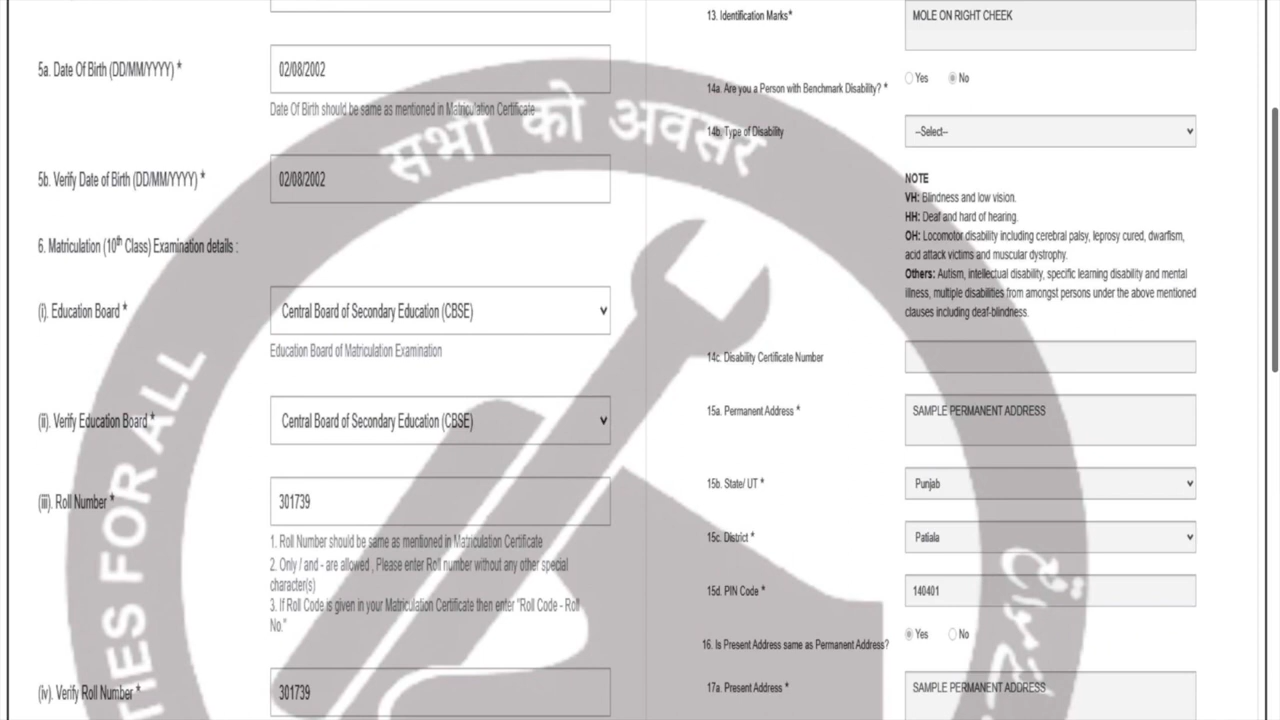 5a. Date Of Birth (DD/MM/YYYY) *
02/08/2002
Date Of Birth should be same as mentioned in Matriculation Certificate
5b. Verify Date of Birth (DD/MM/YYYY) *
02/08/2002
6. Matriculation (10th Class) Examination details :
(i). Education Board *
Central Board of Secondary Education (CBSE)
Education Board of Matriculation Examination
(ii). Verify Education Board *
Central Board of Secondary Education (CBSE)
(iii). Roll Number *
301739
1. Roll Number should be same as mentioned in Matriculation Certificate
2. Only / and - are allowed , Please enter Roll number without any other special
character(s)
3. If Roll Code is given in your Matriculation Certificate then enter "Roll Code - Roll
No."
(iv). Verify Roll Number *
301739
13. Identification Marks*
MOLE ON RIGHT CHEEK
14a. Are you a Person with Benchmark Disability? *
Yes No
14b. Type of Disability
--Select--
NOTE
VH: Blindness and low vision.
HH: Deaf and hard of hearing.
OH: Locomotor disability including cerebral palsy, leprosy cured, dwarfism,
acid attack victims and muscular dystrophy.
Others: Autism, intellectual disability, specific learning disability and mental
illness, multiple disabilities from amongst persons under the above mentioned
clauses including deaf-blindness.
14c. Disability Certificate Number
15a. Permanent Address *
SAMPLE PERMANENT ADDRESS
15b. State/ UT *
Punjab
15c. District *
Patiala
15d. PIN Code *
140401
16. Is Present Address same as Permanent Address?
Yes No
17a. Present Address *
SAMPLE PERMANENT ADDRESS
सभी को अवसर
TIES FOR ALL